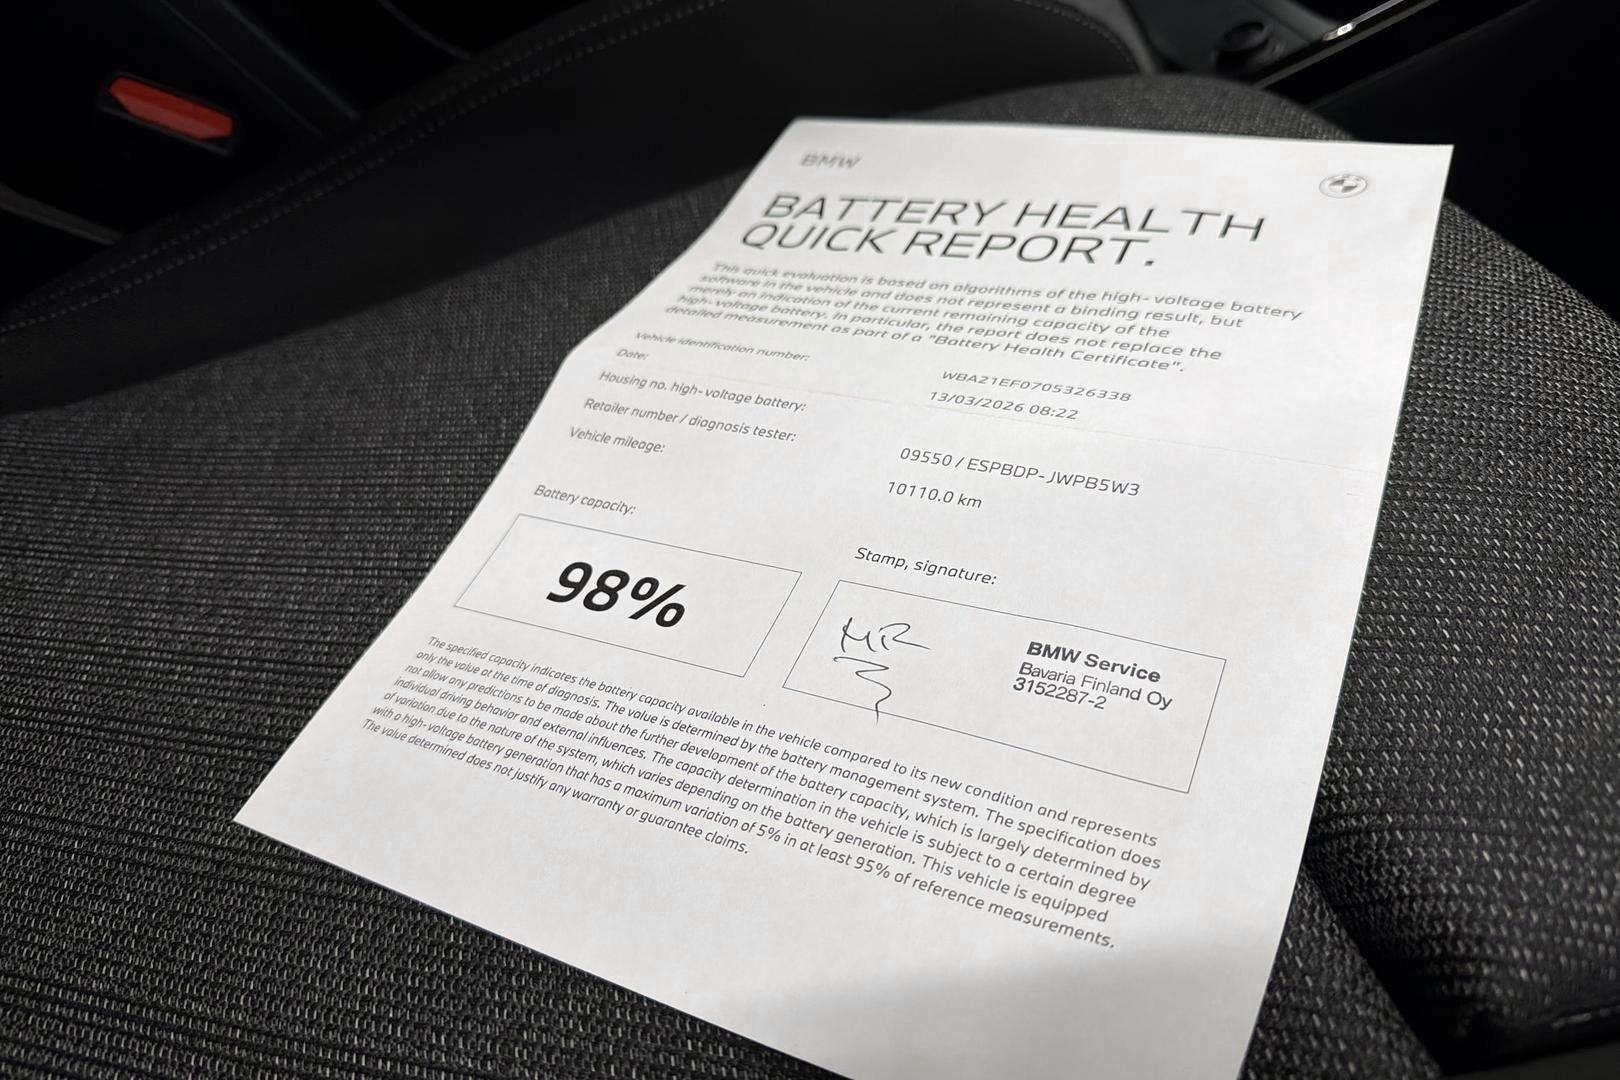 BMW
BATTERY HEALTH
QUICK REPORT.
This quick evaluation is based on algorithms of the high-voltage battery
software in the vehicle and does not represent a binding result, but
merely an indication of the current remaining capacity of the
high-voltage battery. In particular, the report does not replace the
detailed measurement as part of a "Battery Health Certificate".
Vehicle identification number: WBA21EF0705326338
Date: 13/03/2026 08:22
Housing no. high-voltage battery:
Retailer number / diagnosis tester: 09550 / ESPBDP-JWPB5W3
Vehicle mileage: 10110.0 km
Battery capacity:
98%
Stamp, signature:
BMW Service
Bavaria Finland Oy
3152287-2
The specified capacity indicates the battery capacity available in the vehicle compared to its new condition and represents
only the value at the time of diagnosis. The value is determined by the battery management system. The specification does
not allow any predictions to be made about the further development of the battery capacity, which is largely determined by
individual driving behavior and external influences. The capacity determination in the vehicle is subject to a certain degree
of variation due to the nature of the system, which varies depending on the battery generation. This vehicle is equipped
with a high-voltage battery generation that has a maximum variation of 5% in at least 95% of reference measurements.
The value determined does not justify any warranty or guarantee claims.